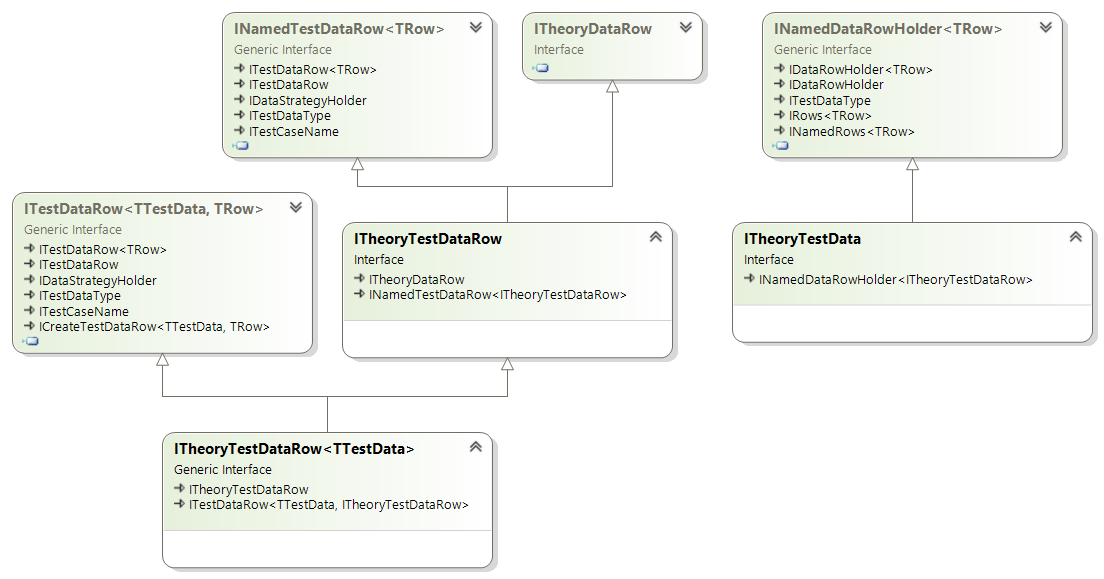 INamedTestDataRow<TRow>
Generic Interface
ITestDataRow<TRow>
ITestDataRow
IDataStrategyHolder
ITestDataType
ITestCaseName
ITheoryDataRow
Interface
INamedDataRowHolder<TRow>
Generic Interface
IDataRowHolder<TRow>
IDataRowHolder
ITestDataType
IRows<TRow>
INamedRows<TRow>
ITestDataRow<TTestData, TRow>
Generic Interface
ITestDataRow<TRow>
ITestDataRow
IDataStrategyHolder
ITestDataType
ITestCaseName
ICreateTestDataRow<TTestData, TRow>
ITheoryTestDataRow
Interface
ITheoryDataRow
INamedTestDataRow<ITheoryTestDataRow>
ITheoryTestData
Interface
INamedDataRowHolder<ITheoryTestDataRow>
ITheoryTestDataRow<TTestData>
Generic Interface
ITheoryTestDataRow
ITestDataRow<TTestData, ITheoryTestDataRow>